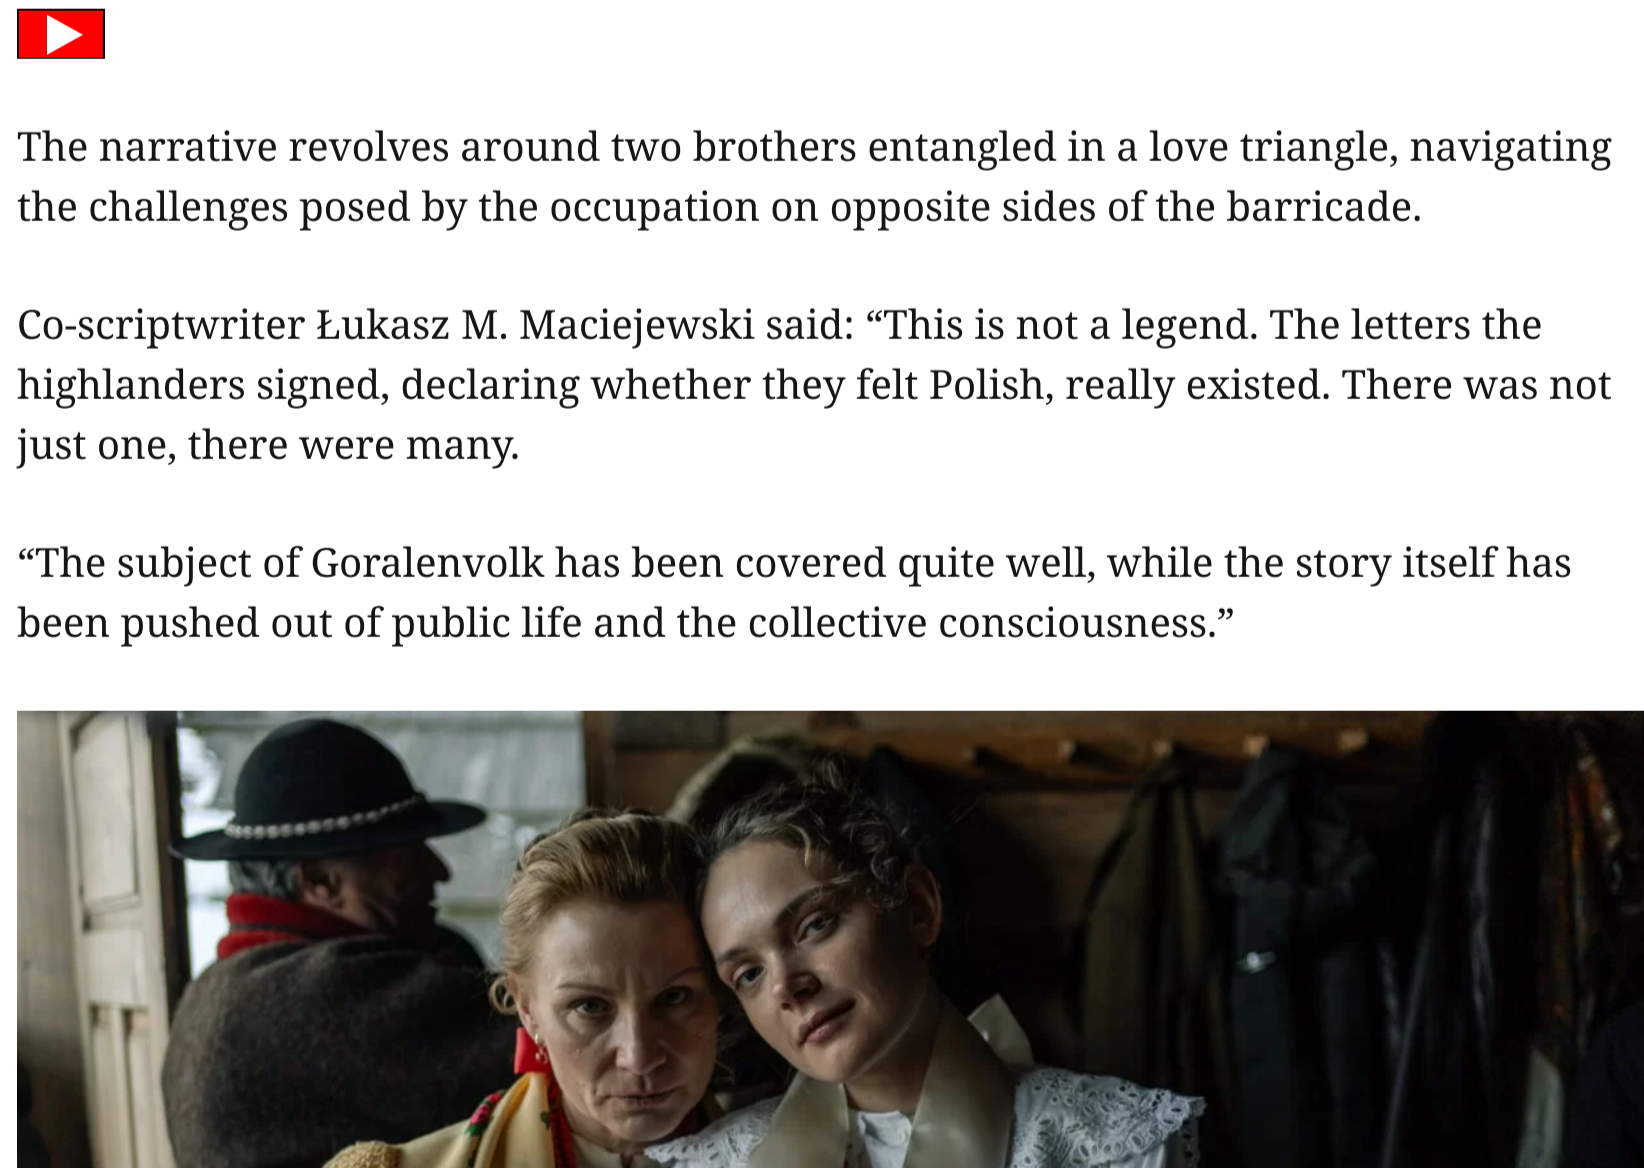 The narrative revolves around two brothers entangled in a love triangle, navigating
the challenges posed by the occupation on opposite sides of the barricade.
Co-scriptwriter Łukasz M. Maciejewski said: “This is not a legend. The letters the
highlanders signed, declaring whether they felt Polish, really existed. There was not
just one, there were many.
“The subject of Goralenvolk has been covered quite well, while the story itself has
been pushed out of public life and the collective consciousness.”